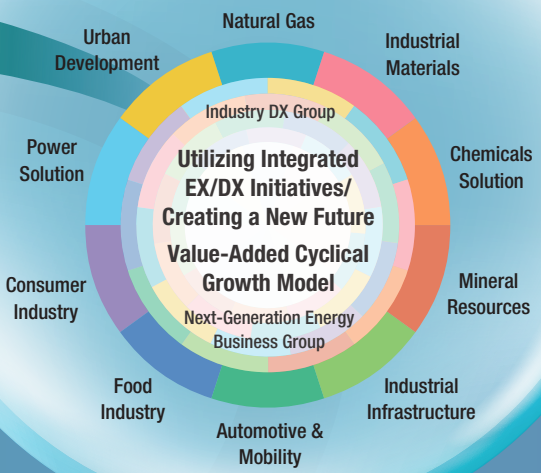 Natural Gas
Industrial
Materials
Chemicals
Solution
Mineral
Resources
Industrial
Infrastructure
Automotive &
Mobility
Food
Industry
Consumer
Industry
Power
Solution
Urban
Development
Industry DX Group
Utilizing Integrated
EX/DX Initiatives/
Creating a New Future
Value-Added Cyclical
Growth Model
Next-Generation Energy
Business Group